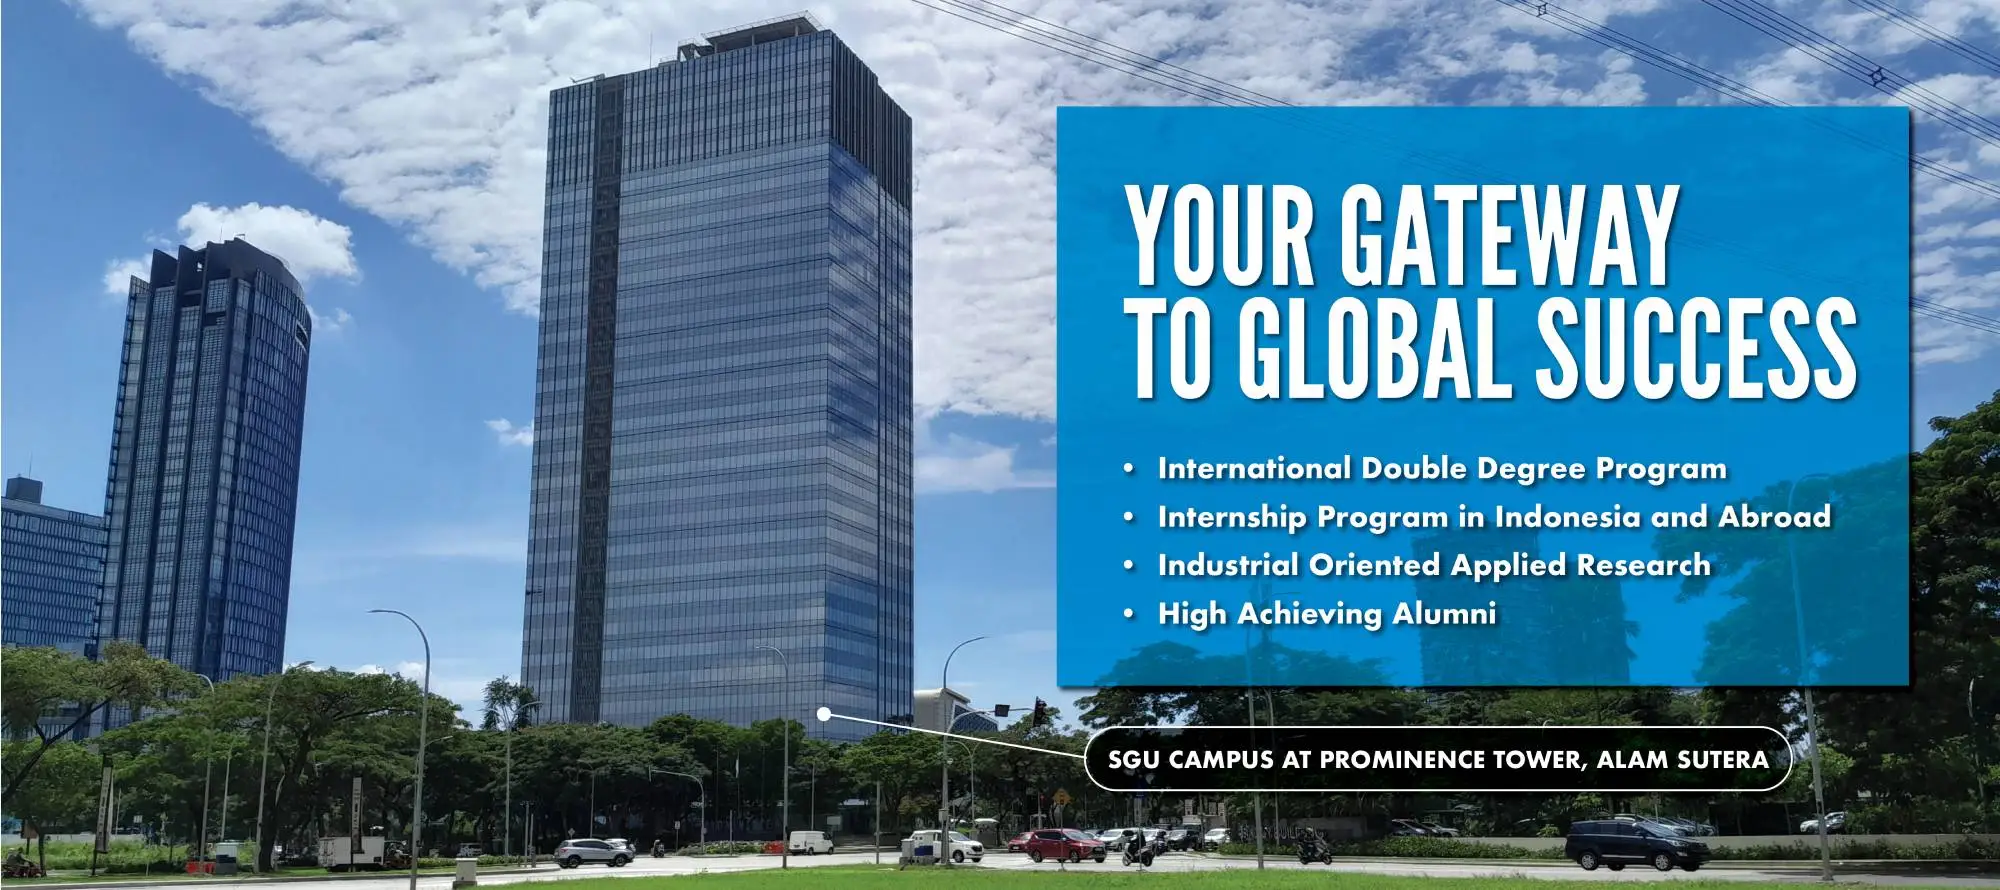 YOUR GATEWAY
TO GLOBAL SUCCESS
• International Double Degree Program
• Internship Program in Indonesia and Abroad
• Industrial Oriented Applied Research
• High Achieving Alumni
SGU CAMPUS AT PROMINENCE TOWER, ALAM SUTERA